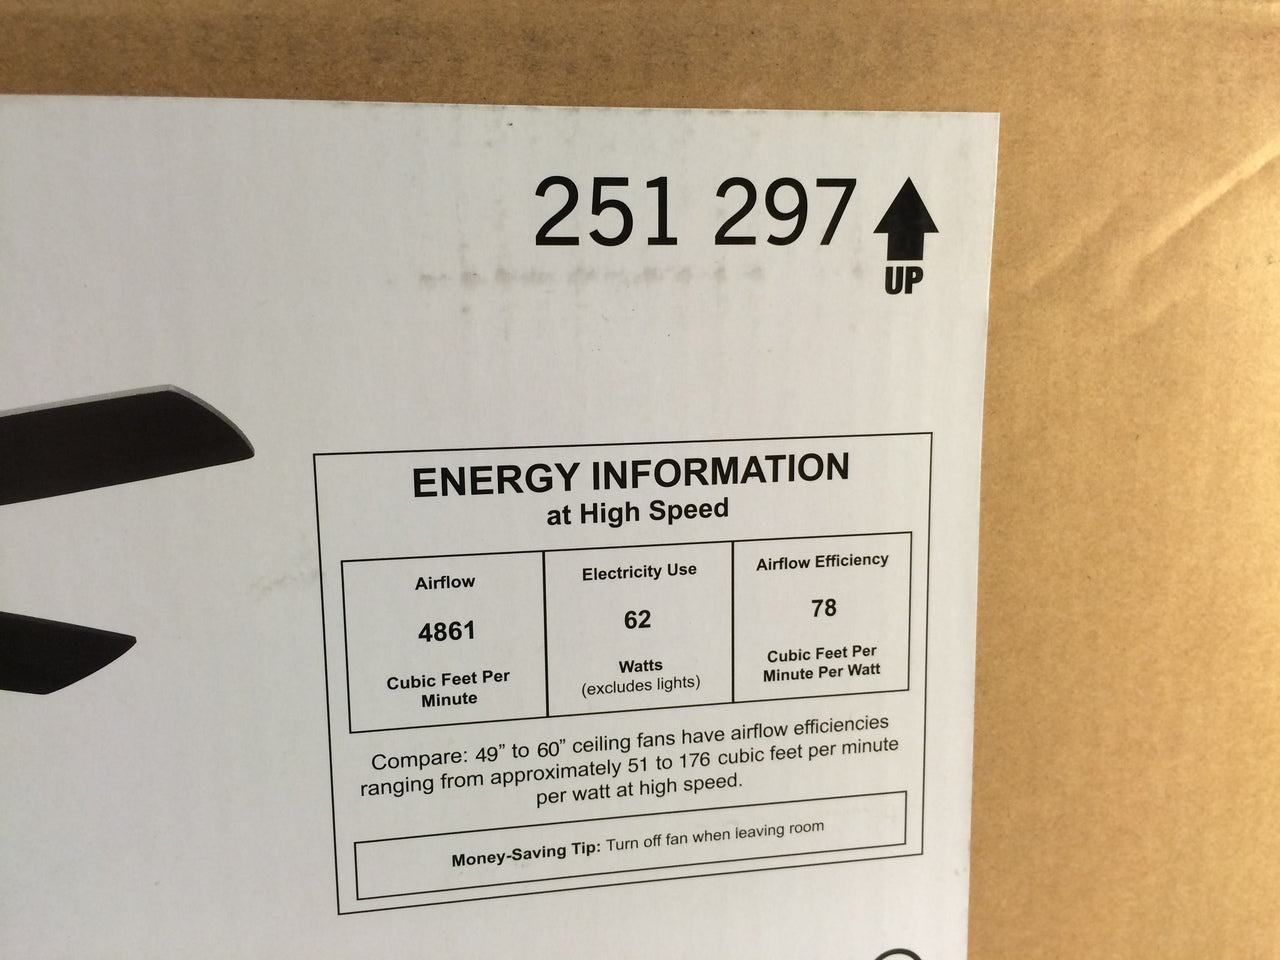 251 297
UP
ENERGY INFORMATION
at High Speed
Airflow
4861
Cubic Feet Per
Minute
Electricity Use
62
Watts
(excludes lights)
Airflow Efficiency
78
Cubic Feet Per
Minute Per Watt
Compare: 49” to 60” ceiling fans have airflow efficiencies
ranging from approximately 51 to 176 cubic feet per minute
per watt at high speed.
Money-Saving Tip: Turn off fan when leaving room